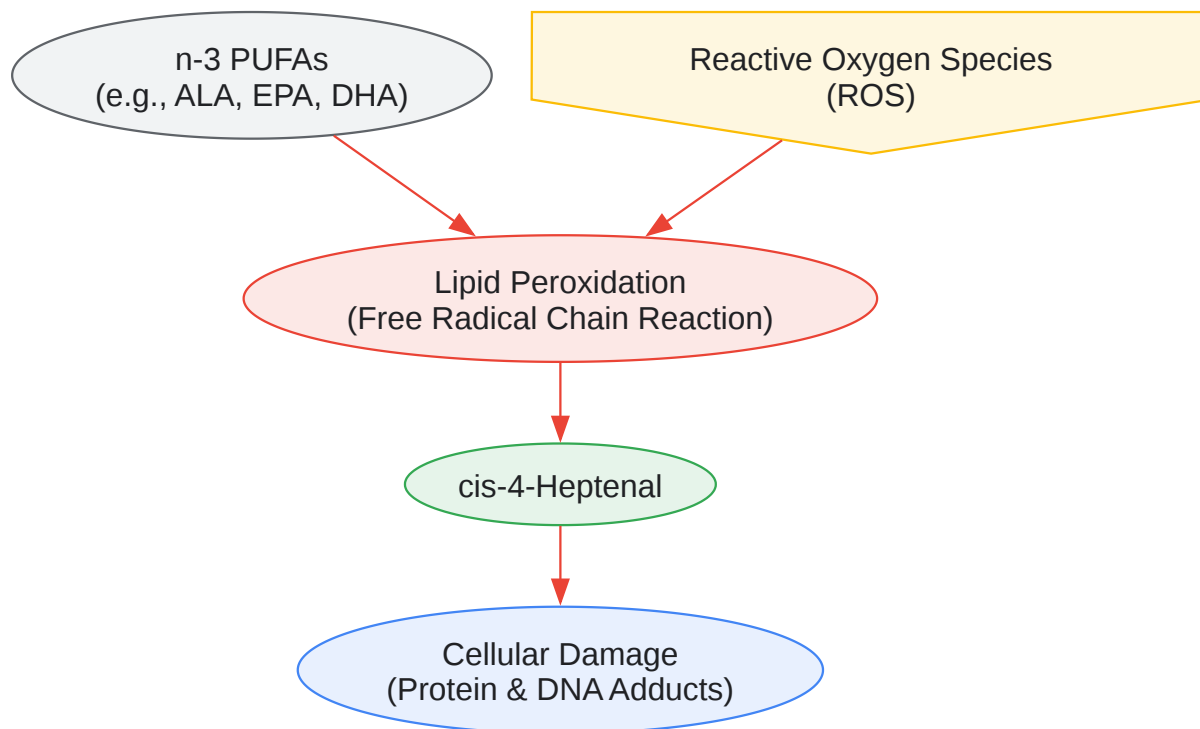 n-3 PUFAs
(e.g., ALA, EPA, DHA)
Reactive Oxygen Species
(ROS)
Lipid Peroxidation
(Free Radical Chain Reaction)
cis-4-Heptenal
Cellular Damage
(Protein & DNA Adducts)